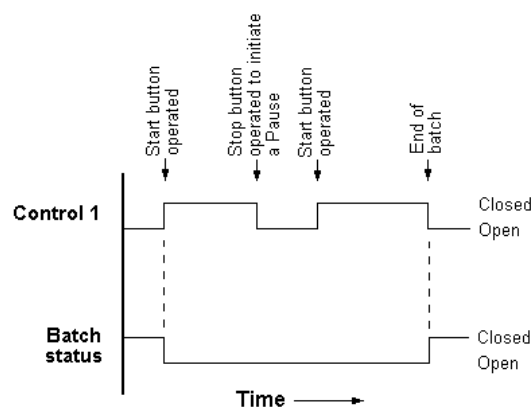 Start button
operated
Stop button
operated to initiate
a Pause
Start button
operated
End of
batch
Control 1
Closed
Open
Batch
status
Closed
Open
Time